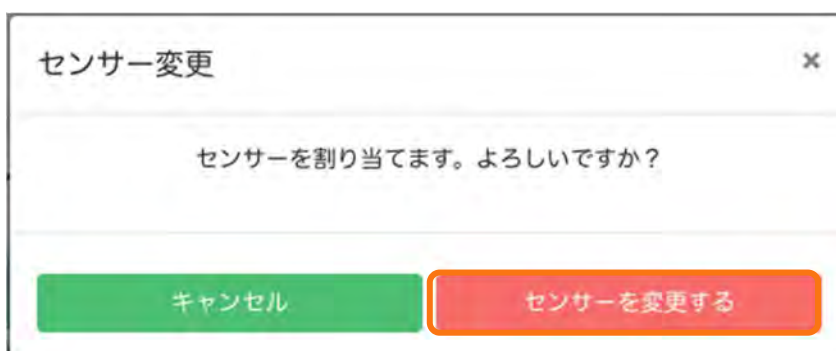 センサー変更
×
センサーを割り当てます。よろしいですか？
キャンセル
センサーを変更する